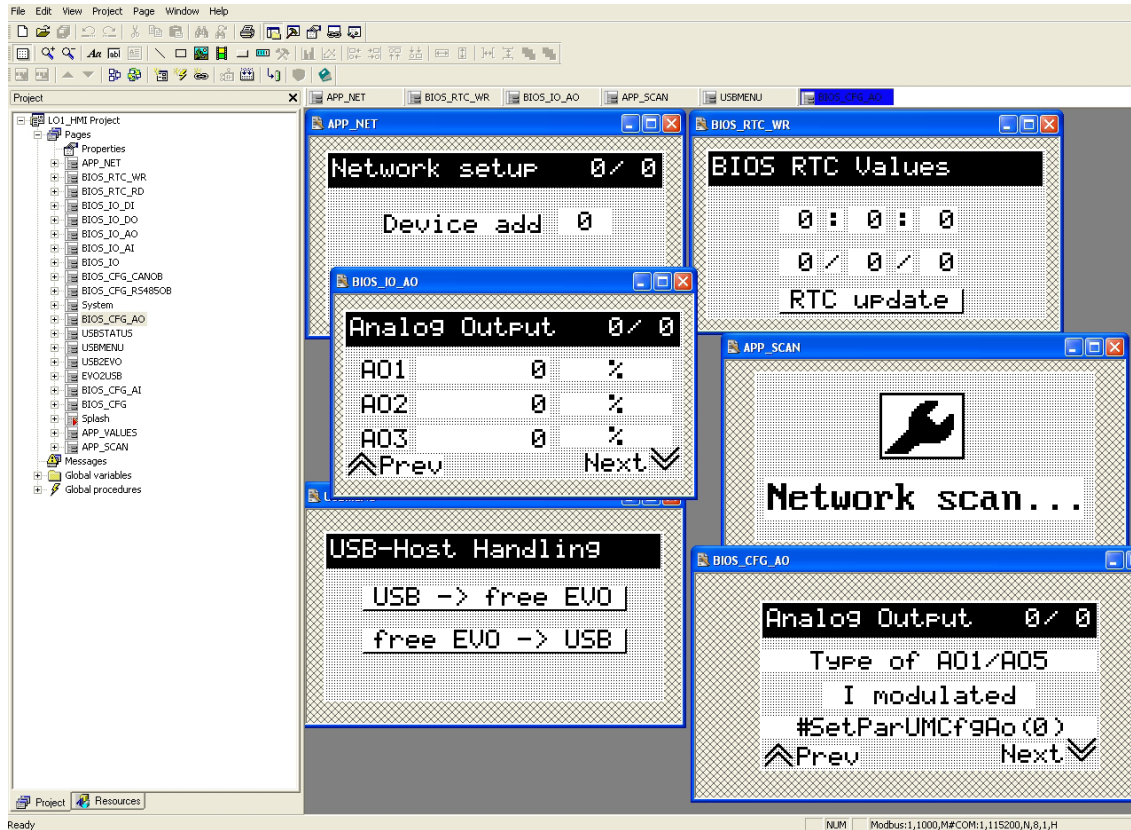 File Edit View Project Page Window Help
Project
LO1_HMI Project
Pages
Properties
APP_NET
BIOS_RTC_WR
BIOS_RTC_RD
BIOS_IO_DI
BIOS_IO_DO
BIOS_IO_AO
BIOS_IO_AI
BIOS_IO
BIOS_CFG_CANOB
BIOS_CFG_RS485OB
System
BIOS_CFG_AO
USBSTATUS
USBMENU
USB2EVO
EVO2USB
BIOS_CFG_AI
BIOS_CFG
Splash
APP_VALUES
APP_SCAN
Messages
Global variables
Global procedures
Project Resources
APP_NET BIOS_RTC_WR BIOS_IO_AO APP_SCAN USBMENU BIOS_CFG_AO
APP_NET
Network setup 0/ 0
Device add 0
BIOS_RTC_WR
BIOS RTC Values
0 : 0 : 0
0 / 0 / 0
RTC update
BIOS_IO_AO
Analog Output 0/ 0
AO1 0 %
AO2 0 %
AO3 0 %
Prev Next
APP_SCAN
Network scan...
USB-Host Handling
USB -> free EVO
free EVO -> USB
BIOS_CFG_AO
Analog Output 0/ 0
Type of AO1/AO5
I modulated
#SetParUMCfgAo(0)
Prev Next
Ready
NUM Modbus:1,1000,M#COM:1,115200,N,8,1,H